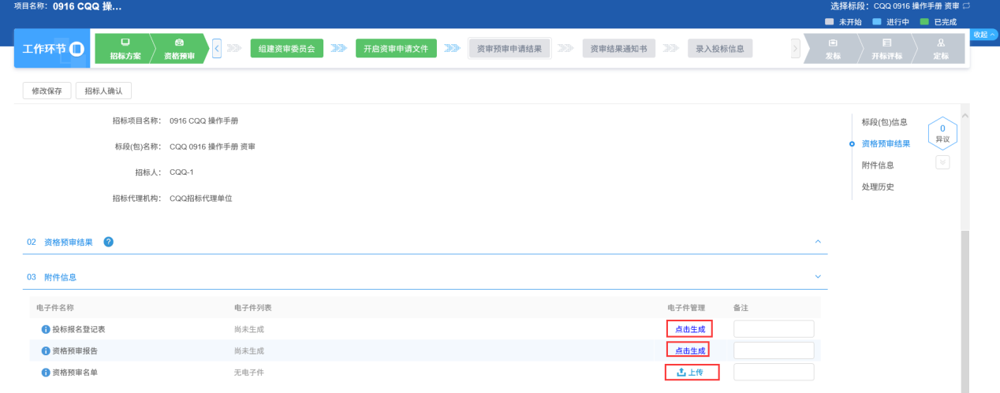 项目名称: 0916 CQQ 操...
选择标段: CQQ 0916 操作手册 资审
未开始 进行中 已完成
收起
工作环节
招标方案 资格预审
组建资审委员会 开启资审申请文件 资审预审申请结果 资审结果通知书 录入投标信息
发标 开标评标 定标
修改保存 招标人确认
招标项目名称: 0916 CQQ 操作手册
标段(包)名称: CQQ 0916 操作手册 资审
招标人: CQQ-1
招标代理机构: CQQ招标代理单位
标段(包)信息
资格预审结果
附件信息
处理历史
0
异议
02 资格预审结果 ?
03 附件信息
电子件名称 电子件列表 电子件管理 备注
投标报名登记表 尚未生成 点击生成
资格预审报告 尚未生成 点击生成
资格预审名单 无电子件 上传